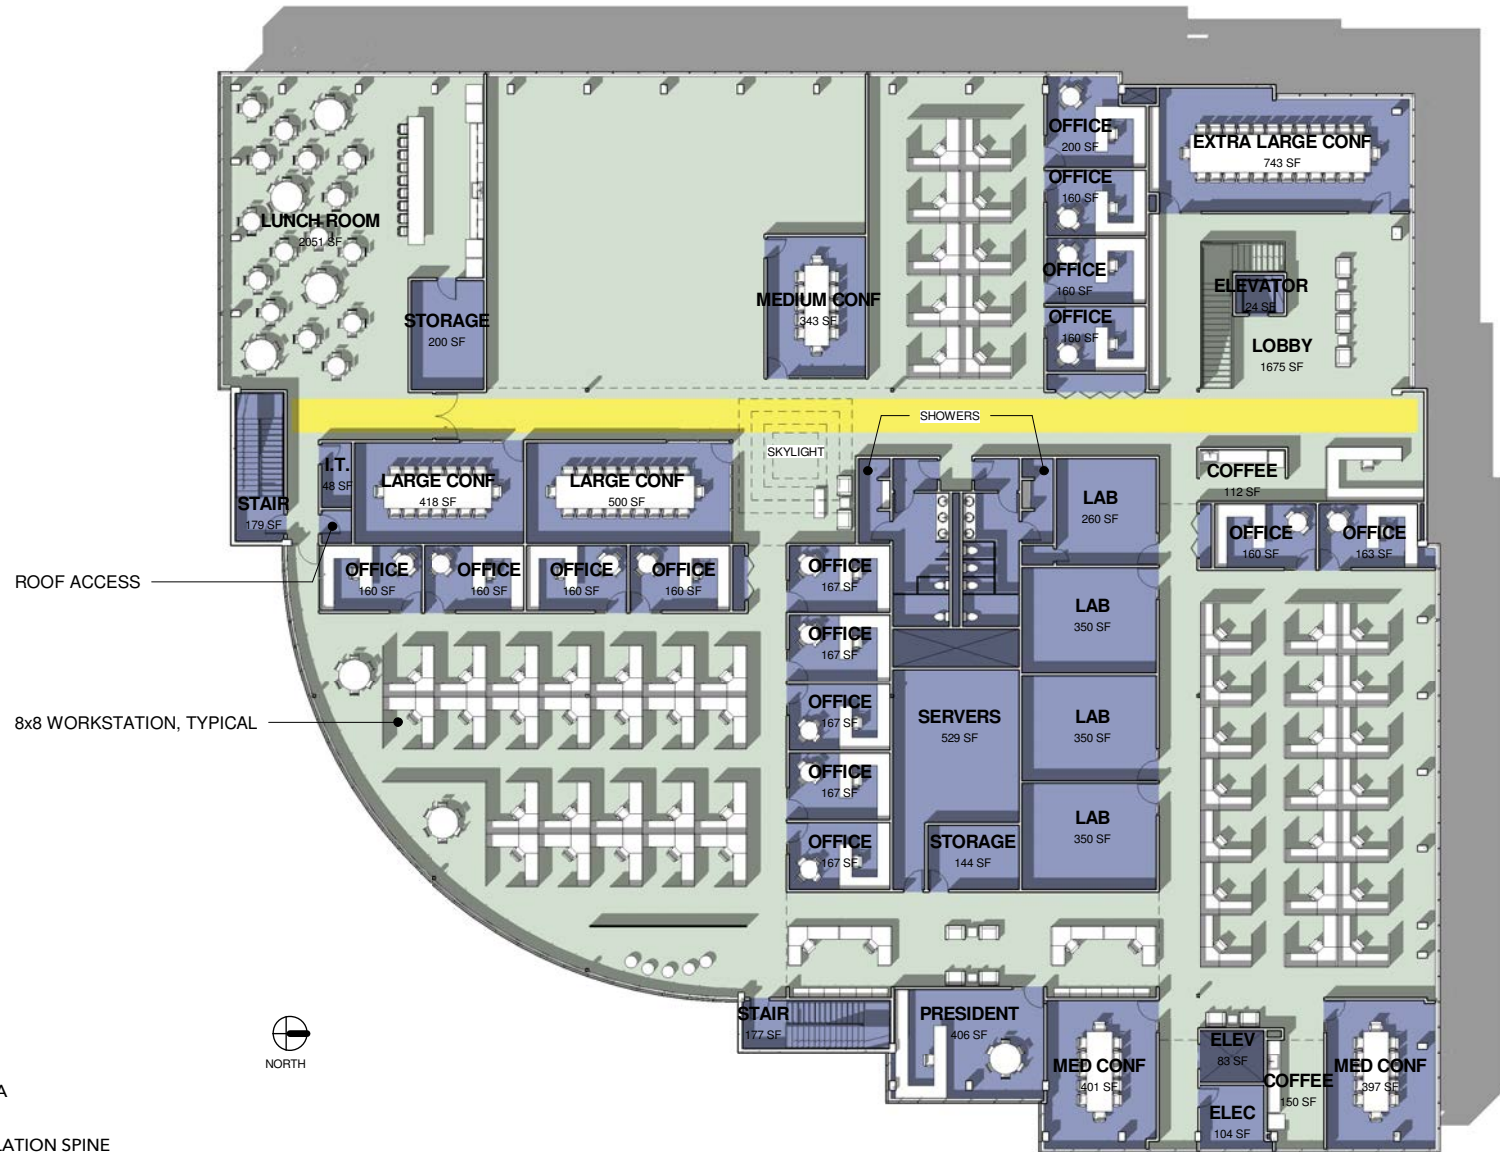 OFFICE
200 SF
EXTRA LARGE CONF
743 SF
OFFICE
160 SF
LUNCH ROOM
2051 SF
OFFICE
160 SF
MEDIUM CONF
343 SF
STORAGE
200 SF
ELEVATOR
24 SF
OFFICE
160 SF
LOBBY
1675 SF
SHOWERS
SKYLIGHT
I.T.
48 SF
LARGE CONF
418 SF
LARGE CONF
500 SF
COFFEE
112 SF
LAB
260 SF
STAIR
179 SF
OFFICE
160 SF
OFFICE
163 SF
ROOF ACCESS
OFFICE
160 SF
OFFICE
160 SF
OFFICE
160 SF
OFFICE
160 SF
OFFICE
167 SF
LAB
350 SF
OFFICE
167 SF
8x8 WORKSTATION, TYPICAL
OFFICE
167 SF
SERVERS
529 SF
LAB
350 SF
OFFICE
167 SF
LAB
350 SF
OFFICE
167 SF
STORAGE
144 SF
STAIR
177 SF
PRESIDENT
406 SF
NORTH
MED CONF
401 SF
ELEV
83 SF
COFFEE
150 SF
MED CONF
397 SF
ELEC
104 SF
A
LATION SPINE